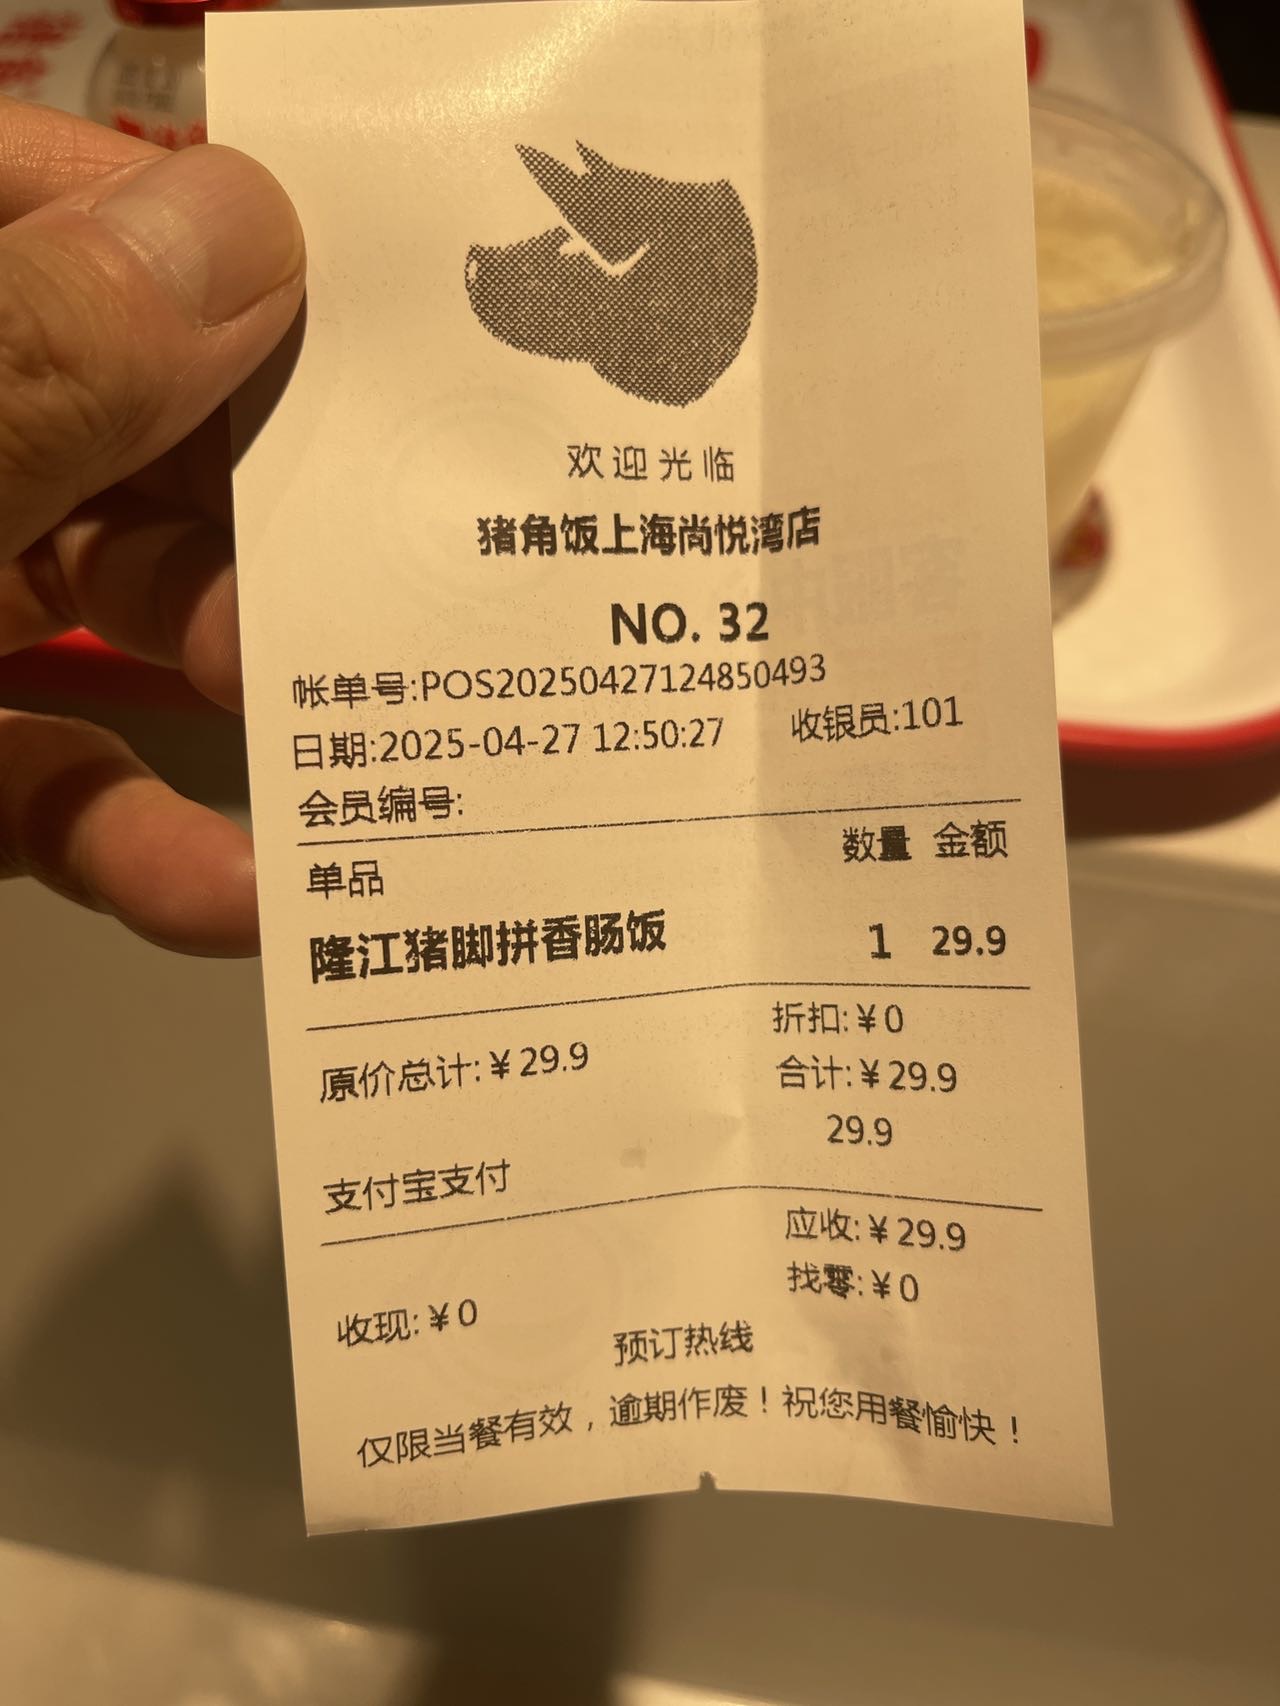 欢迎光临
猪角饭上海尚悦湾店
NO. 32
帐单号:POS20250427124850493
日期:2025-04-27 12:50:27 收银员:101
会员编号:
单品 数量 金额
隆江猪脚拼香肠饭 1 29.9
折扣:¥0
原价总计:¥29.9 合计:¥29.9
29.9
支付宝支付
应收:¥29.9
找零:¥0
收现:¥0
预订热线
仅限当餐有效，逾期作废！祝您用餐愉快！